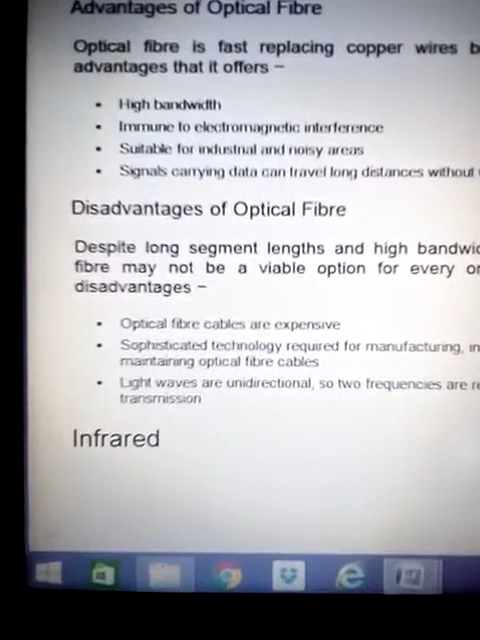 Advantages of Optical Fibre
Optical fibre is fast replacing copper wires
advantages that it offers –
• High bandwidth
• Immune to electromagnetic interference
• Suitable for industrial and noisy areas
• Signals carrying data can travel long distances without
Disadvantages of Optical Fibre
Despite long segment lengths and high
fibre may not be a viable option for every
disadvantages –
• Optical fibre cables are expensive
• Sophisticated technology required for manufacturing,
maintaining optical fibre cables
• Light waves are unidirectional, so two frequencies are
transmission
Infrared